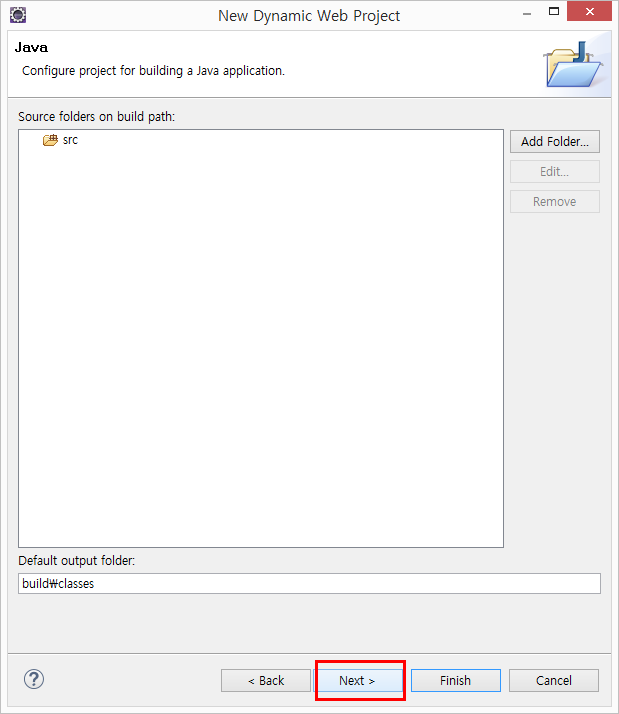 New Dynamic Web Project
Java
Configure project for building a Java application.
Source folders on build path:
src
Add Folder...
Edit...
Remove
Default output folder:
build₩classes
?
< Back
Next >
Finish
Cancel